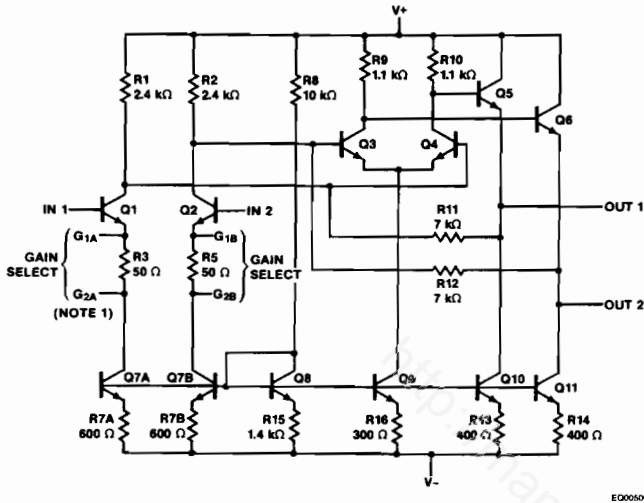 V+
R1
2.4 kΩ
R2
2.4 kΩ
R8
10 kΩ
R9
1.1 kΩ
R10
1.1 kΩ
Q5
Q6
Q3
Q4
IN 1
Q1
Q2
IN 2
OUT 1
G1A
G1B
R11
7 kΩ
GAIN
SELECT
R3
50 Ω
R5
50 Ω
GAIN
SELECT
R12
7 kΩ
G2A
G2B
(NOTE 1)
OUT 2
Q7A
Q7B
Q8
Q9
Q10
Q11
R7A
600 Ω
R7B
600 Ω
R15
1.4 kΩ
R16
300 Ω
R13
400 Ω
R14
400 Ω
V−